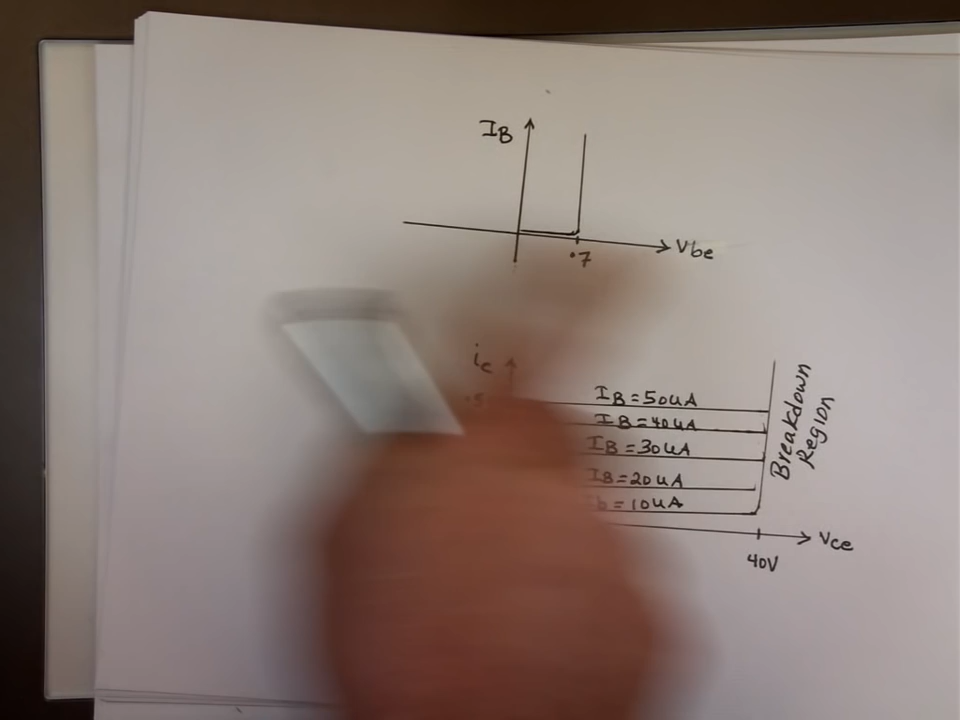 IB
Vbe
.7
ic
IB=50uA
IB=40uA
IB=30uA
IB=20uA
=10uA
Breakdown
Region
Vce
40V